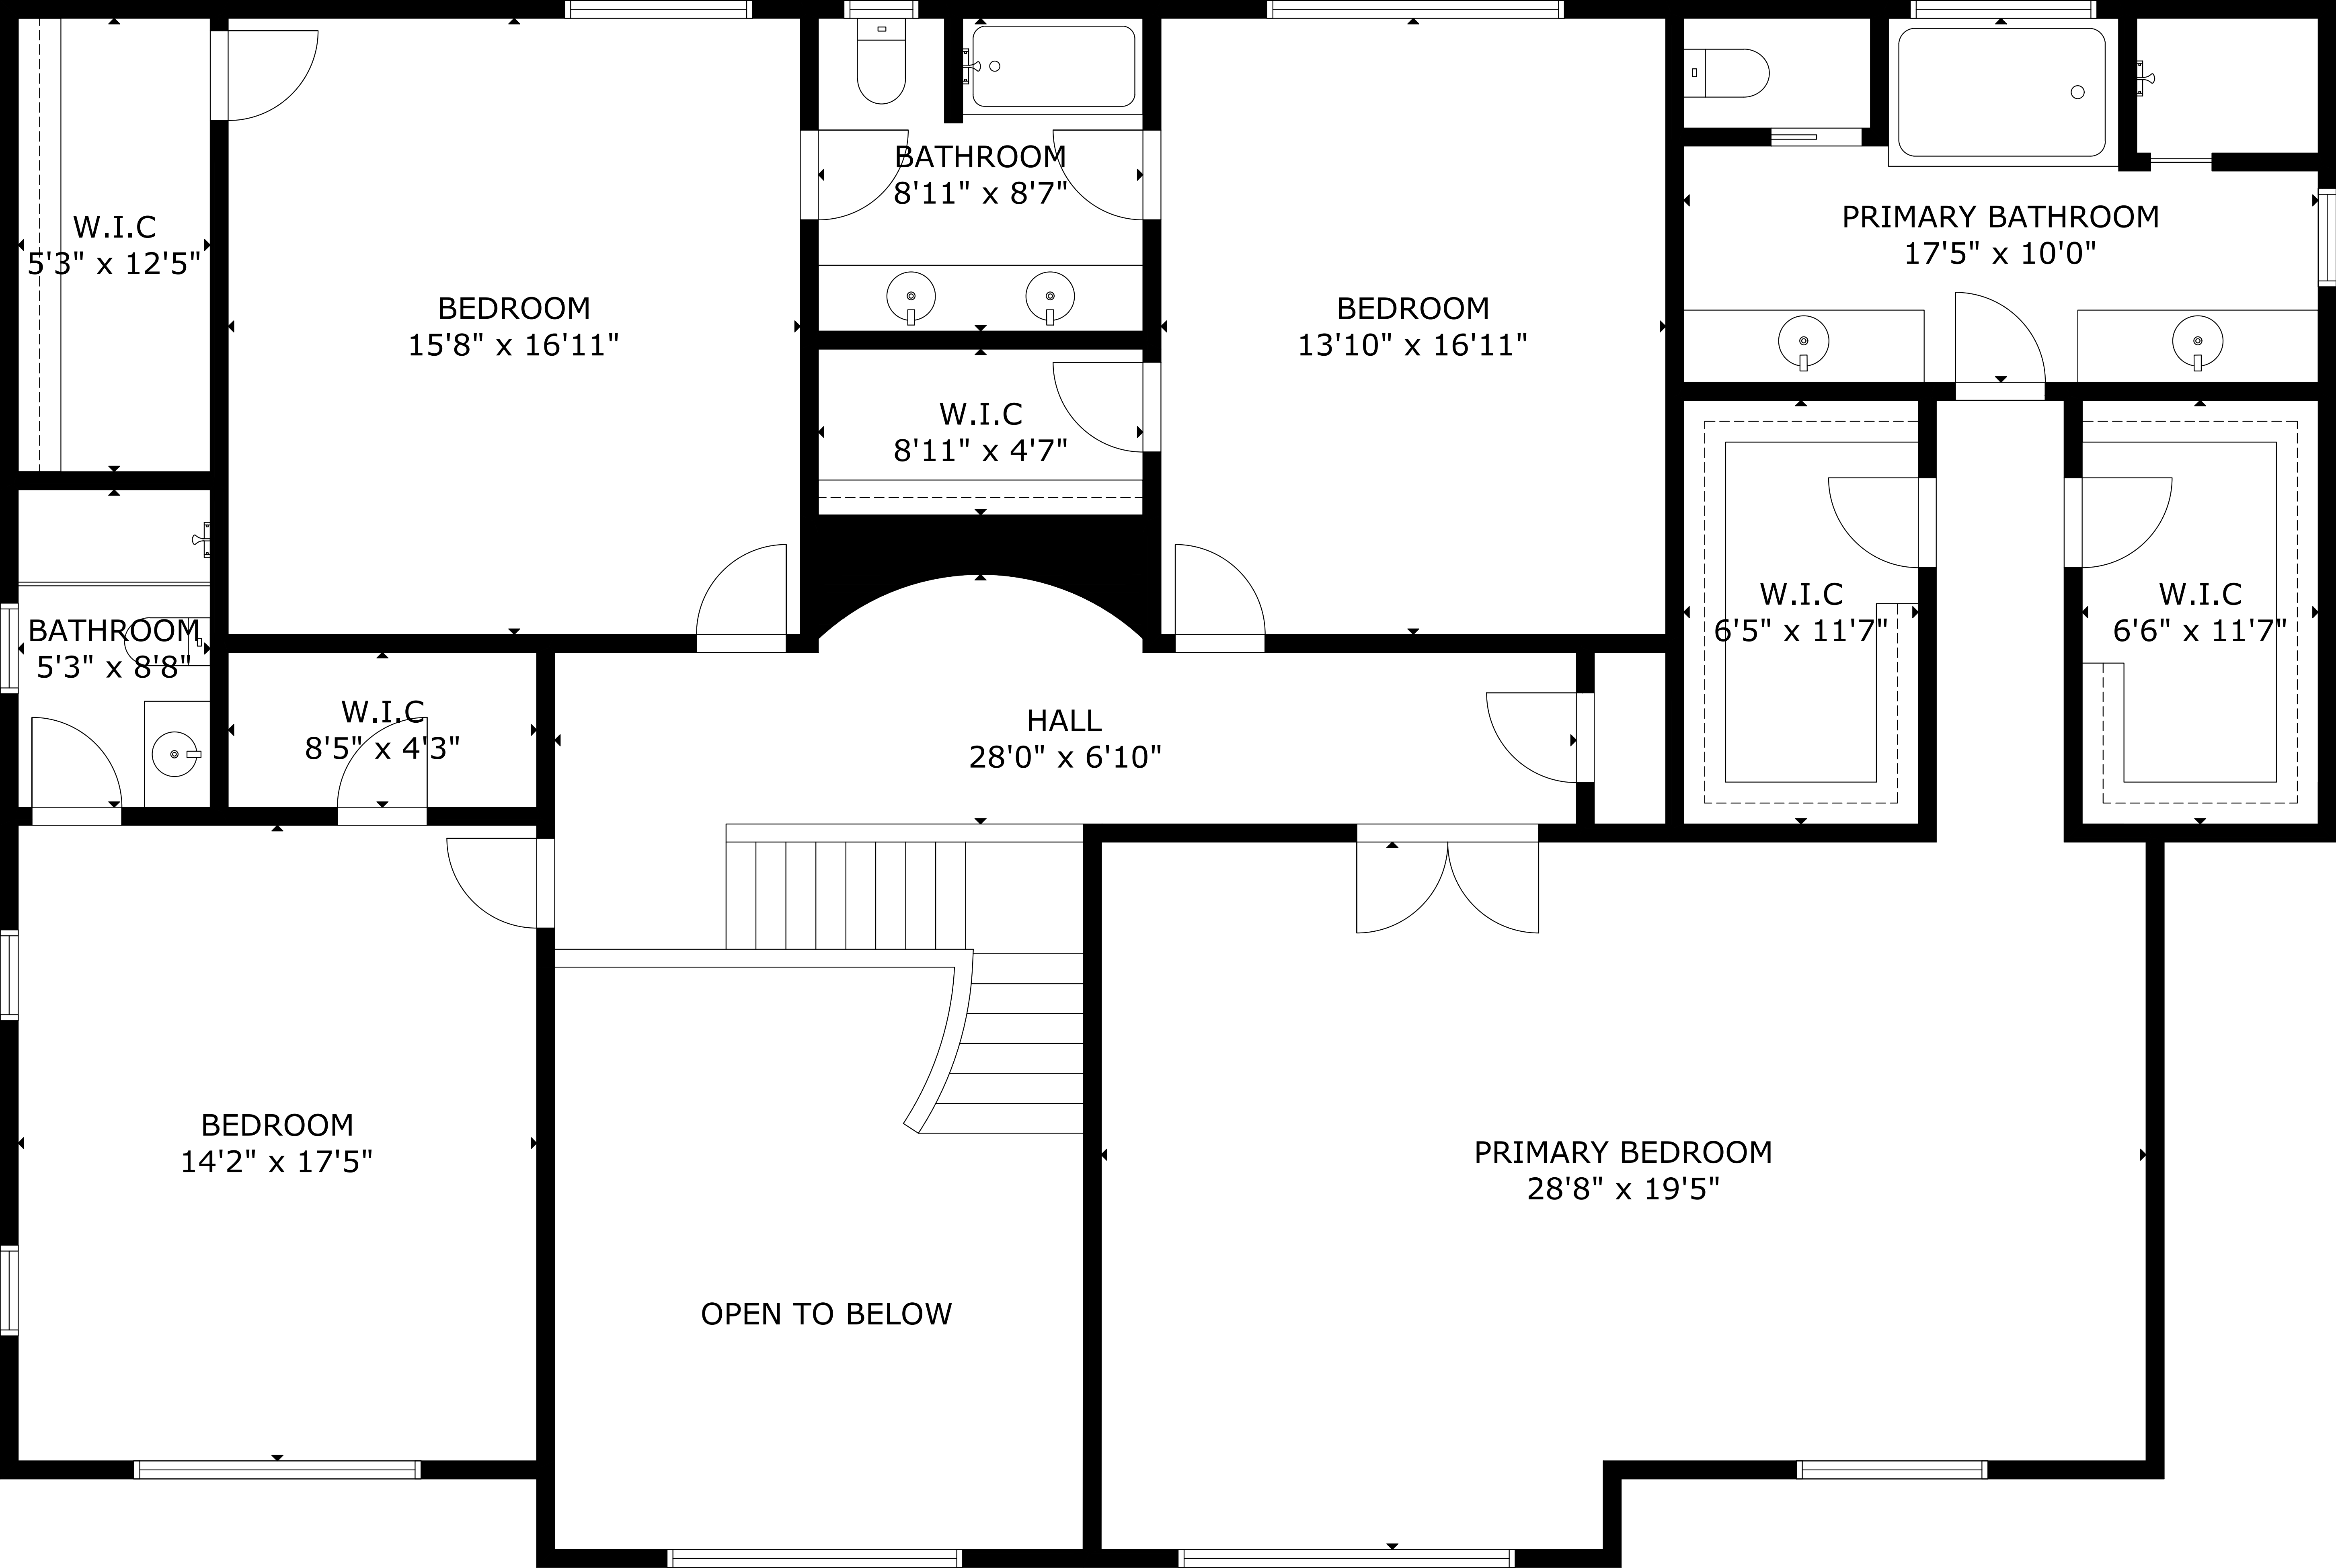 W.I.C
5'3" x 12'5"
BEDROOM
15'8" x 16'11"
BATHROOM
8'11" x 8'7"
W.I.C
8'11" x 4'7"
BEDROOM
13'10" x 16'11"
PRIMARY BATHROOM
17'5" x 10'0"
W.I.C
6'5" x 11'7"
W.I.C
6'6" x 11'7"
BATHROOM
5'3" x 8'8"
W.I.C
8'5" x 4'3"
HALL
28'0" x 6'10"
BEDROOM
14'2" x 17'5"
OPEN TO BELOW
PRIMARY BEDROOM
28'8" x 19'5"